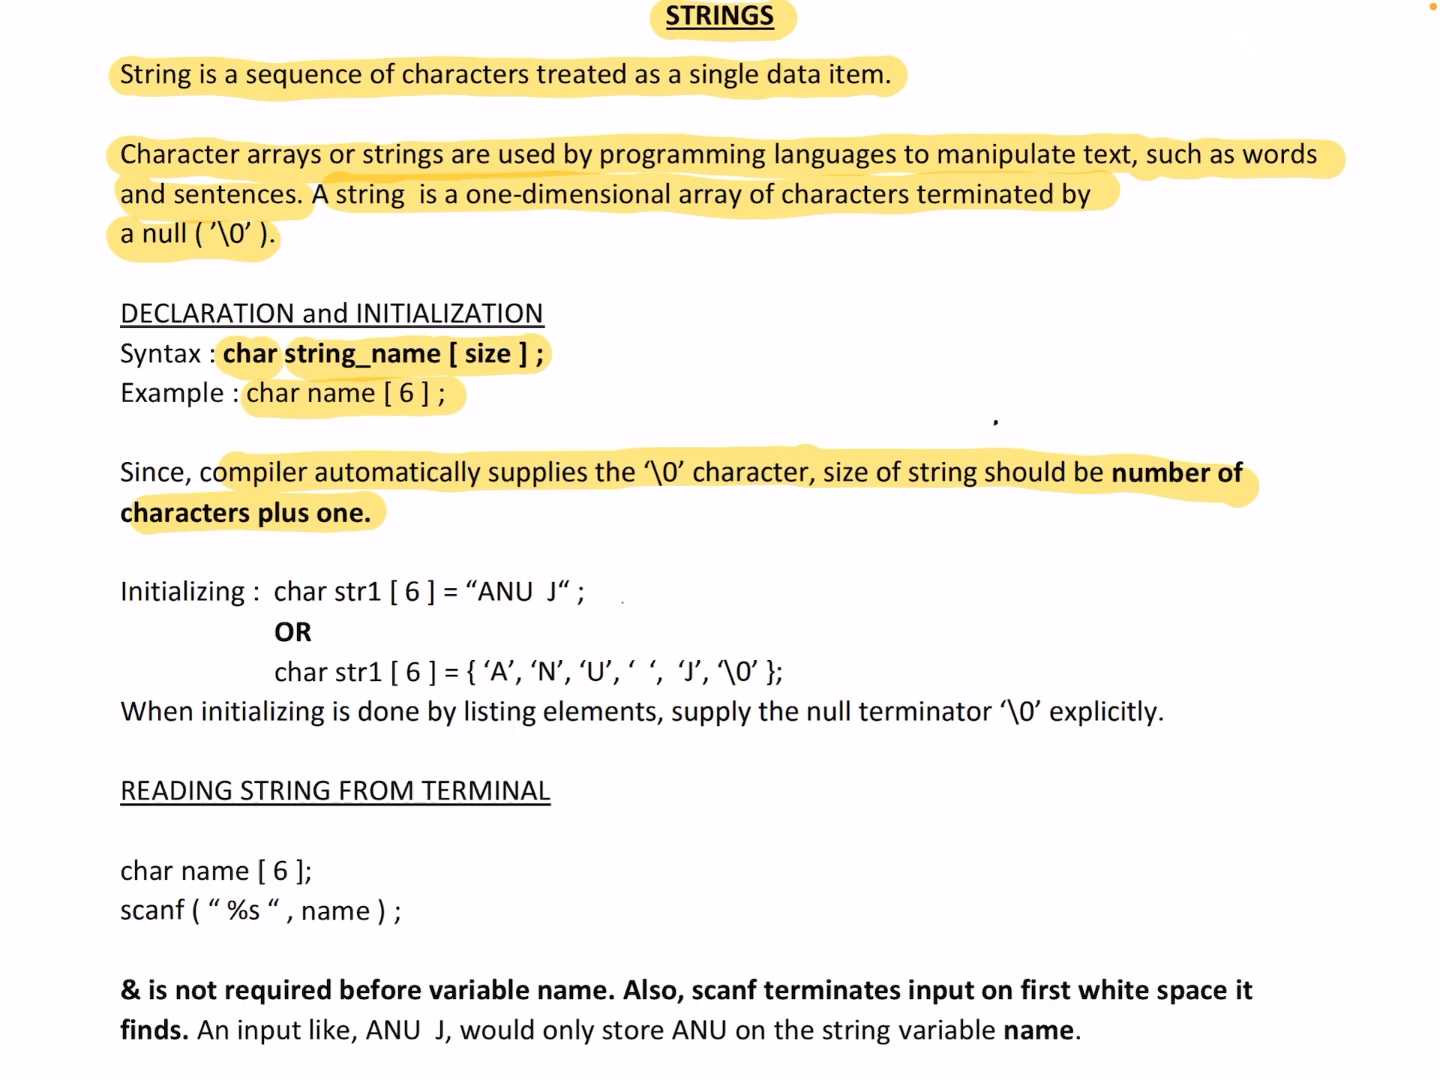 STRINGS
String is a sequence of characters treated as a single data item.
Character arrays or strings are used by programming languages to manipulate text, such as words
and sentences. A string  is a one-dimensional array of characters terminated by
a null ( ’\0’ ).
DECLARATION and INITIALIZATION
Syntax : char string_name [ size ] ;
Example : char name [ 6 ] ;
Since, compiler automatically supplies the ‘\0’ character, size of string should be number of
characters plus one.
Initializing :  char str1 [ 6 ] = “ANU  J“ ;
OR
char str1 [ 6 ] = { ‘A’, ‘N’, ‘U’, ‘ ‘,  ‘J’, ‘\0’ };
When initializing is done by listing elements, supply the null terminator ‘\0’ explicitly.
READING STRING FROM TERMINAL
char name [ 6 ];
scanf ( “ %s “ , name ) ;
& is not required before variable name. Also, scanf terminates input on first white space it
finds. An input like, ANU  J, would only store ANU on the string variable name.